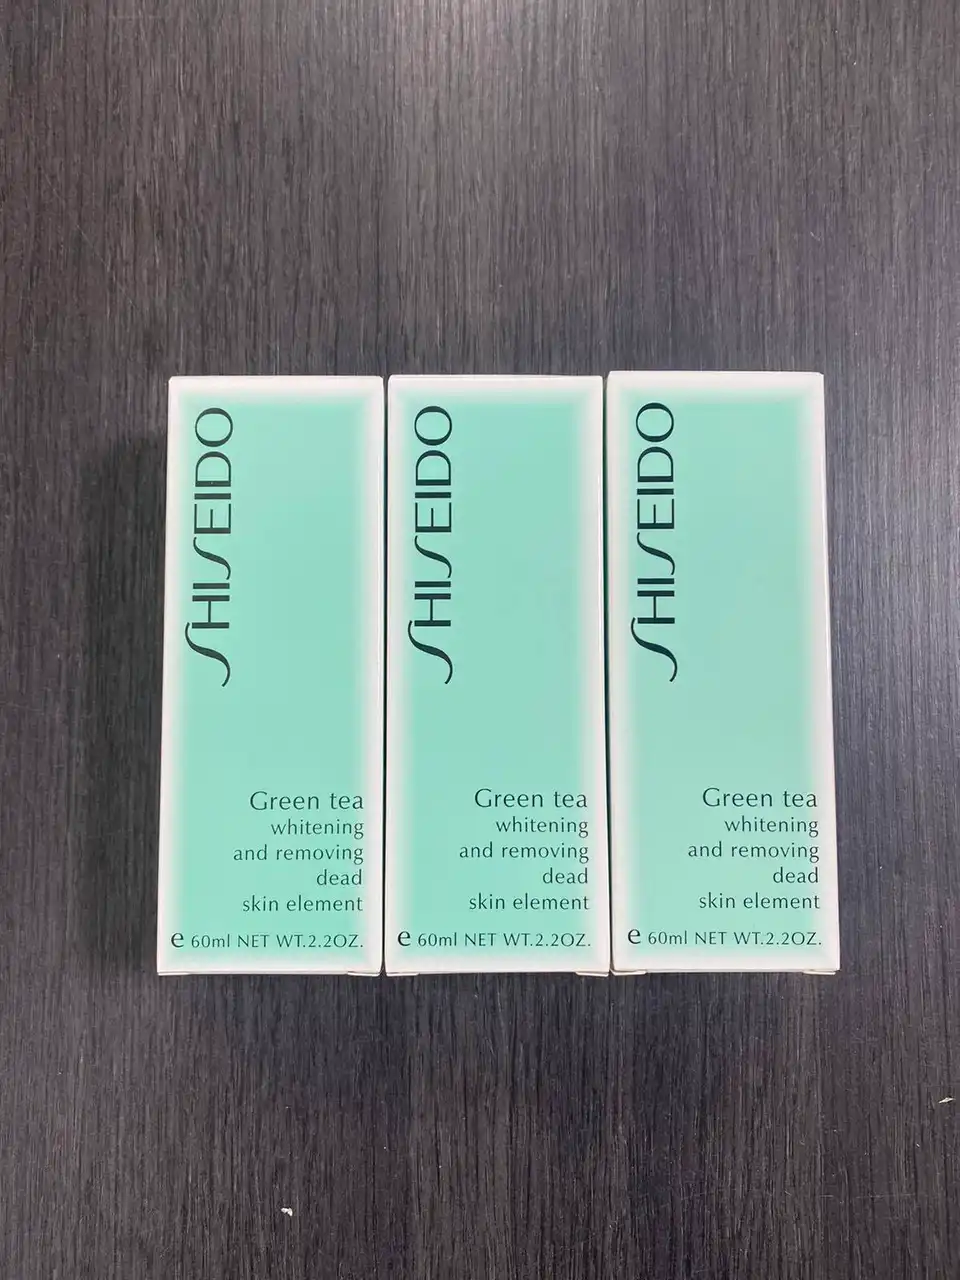 SHISEIDO
Green tea
whitening
and removing
dead
skin element
e 60ml NET WT.2.2OZ.
SHISEIDO
Green tea
whitening
and removing
dead
skin element
e 60ml NET WT.2.2OZ.
SHISEIDO
Green tea
whitening
and removing
dead
skin element
e 60ml NET WT.2.2OZ.